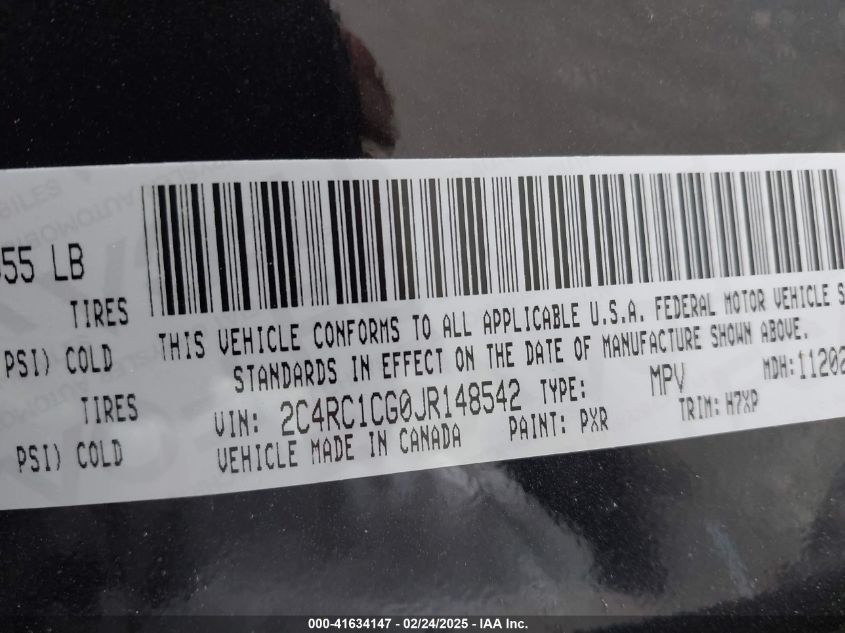 55 LB
TIRES
PSI) COLD
TIRES
PSI) COLD
THIS VEHICLE CONFORMS TO ALL APPLICABLE U.S.A. FEDERAL MOTOR VEHICLE S
STANDARDS IN EFFECT ON THE DATE OF MANUFACTURE SHOWN ABOVE.
VIN: 2C4RC1CG0JR148542 TYPE: MPV MDH:11202
VEHICLE MADE IN CANADA PAINT: PXR TRIM: H7XP
000-41634147 - 02/24/2025 - IAA Inc.